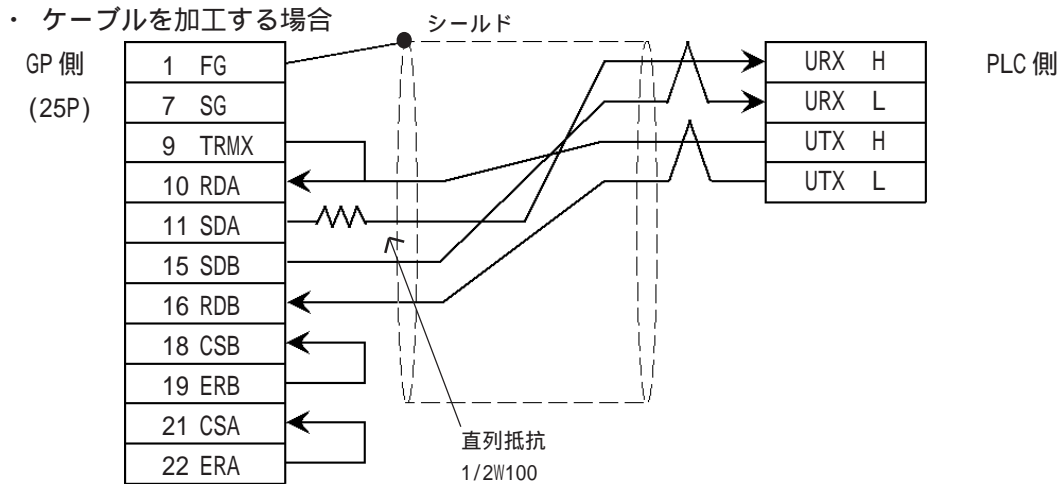 ・ ケーブルを加工する場合
シールド
GP側
(25P)
1 FG
7 SG
9 TRMX
10 RDA
11 SDA
15 SDB
16 RDB
18 CSB
19 ERB
21 CSA
22 ERA
URX H
URX L
UTX H
UTX L
PLC側
直列抵抗
1/2W100